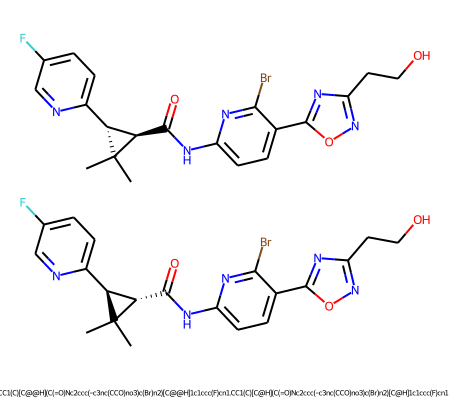 F
OH
Br
O
N
N
N
N
O
N
H
F
OH
Br
O
N
N
N
N
O
N
H
CC1(C)[C@@H](C(=O)Nc2ccc(-c3nc(CCO)no3)c(Br)n2)[C@@H]1c1ccc(F)cn1.CC1(C)[C@H](C(=O)Nc2ccc(-c3nc(CCO)no3)c(Br)n2)[C@H]1c1ccc(F)cn1